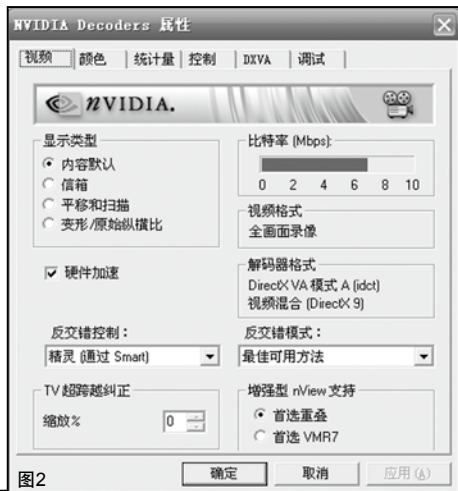 NVIDIA Decoders 属性
视频 颜色 统计量 控制 DXVA 调试
nVIDIA.
显示类型
内容默认
信箱
平移和扫描
变形/原始纵横比
比特率 (Mbps):
0 2 4 6 8 10
视频格式
全画面录像
硬件加速
解码器格式
DirectX VA 模式 A (idct)
视频混合 (DirectX 9)
反交错控制：
精灵 (通过 Smart)
反交错模式：
最佳可用方法
TV 超跨越纠正
缩放% 0
增强型 nView 支持
首选重叠
首选 VMR7
确定 取消 应用(A)
图2